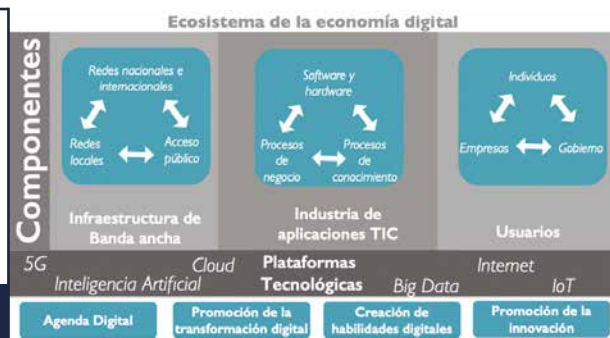 Ecosistema de la economía digital
Componentes
Redes nacionales e
internacionales
Redes
locales
Acceso
público
Infraestructura de
Banda ancha
Software y
hardware
Procesos
de
negocio
Procesos
de
conocimiento
Industria de
aplicaciones TIC
Individuos
Empresas
Gobierno
Usuarios
5G
Cloud
Plataformas
Internet
Inteligencia Artificial
Tecnológicas
Big Data
IoT
Agenda Digital
Promoción de la
transformación digital
Creación de
habilidades digitales
Promoción de la
innovación